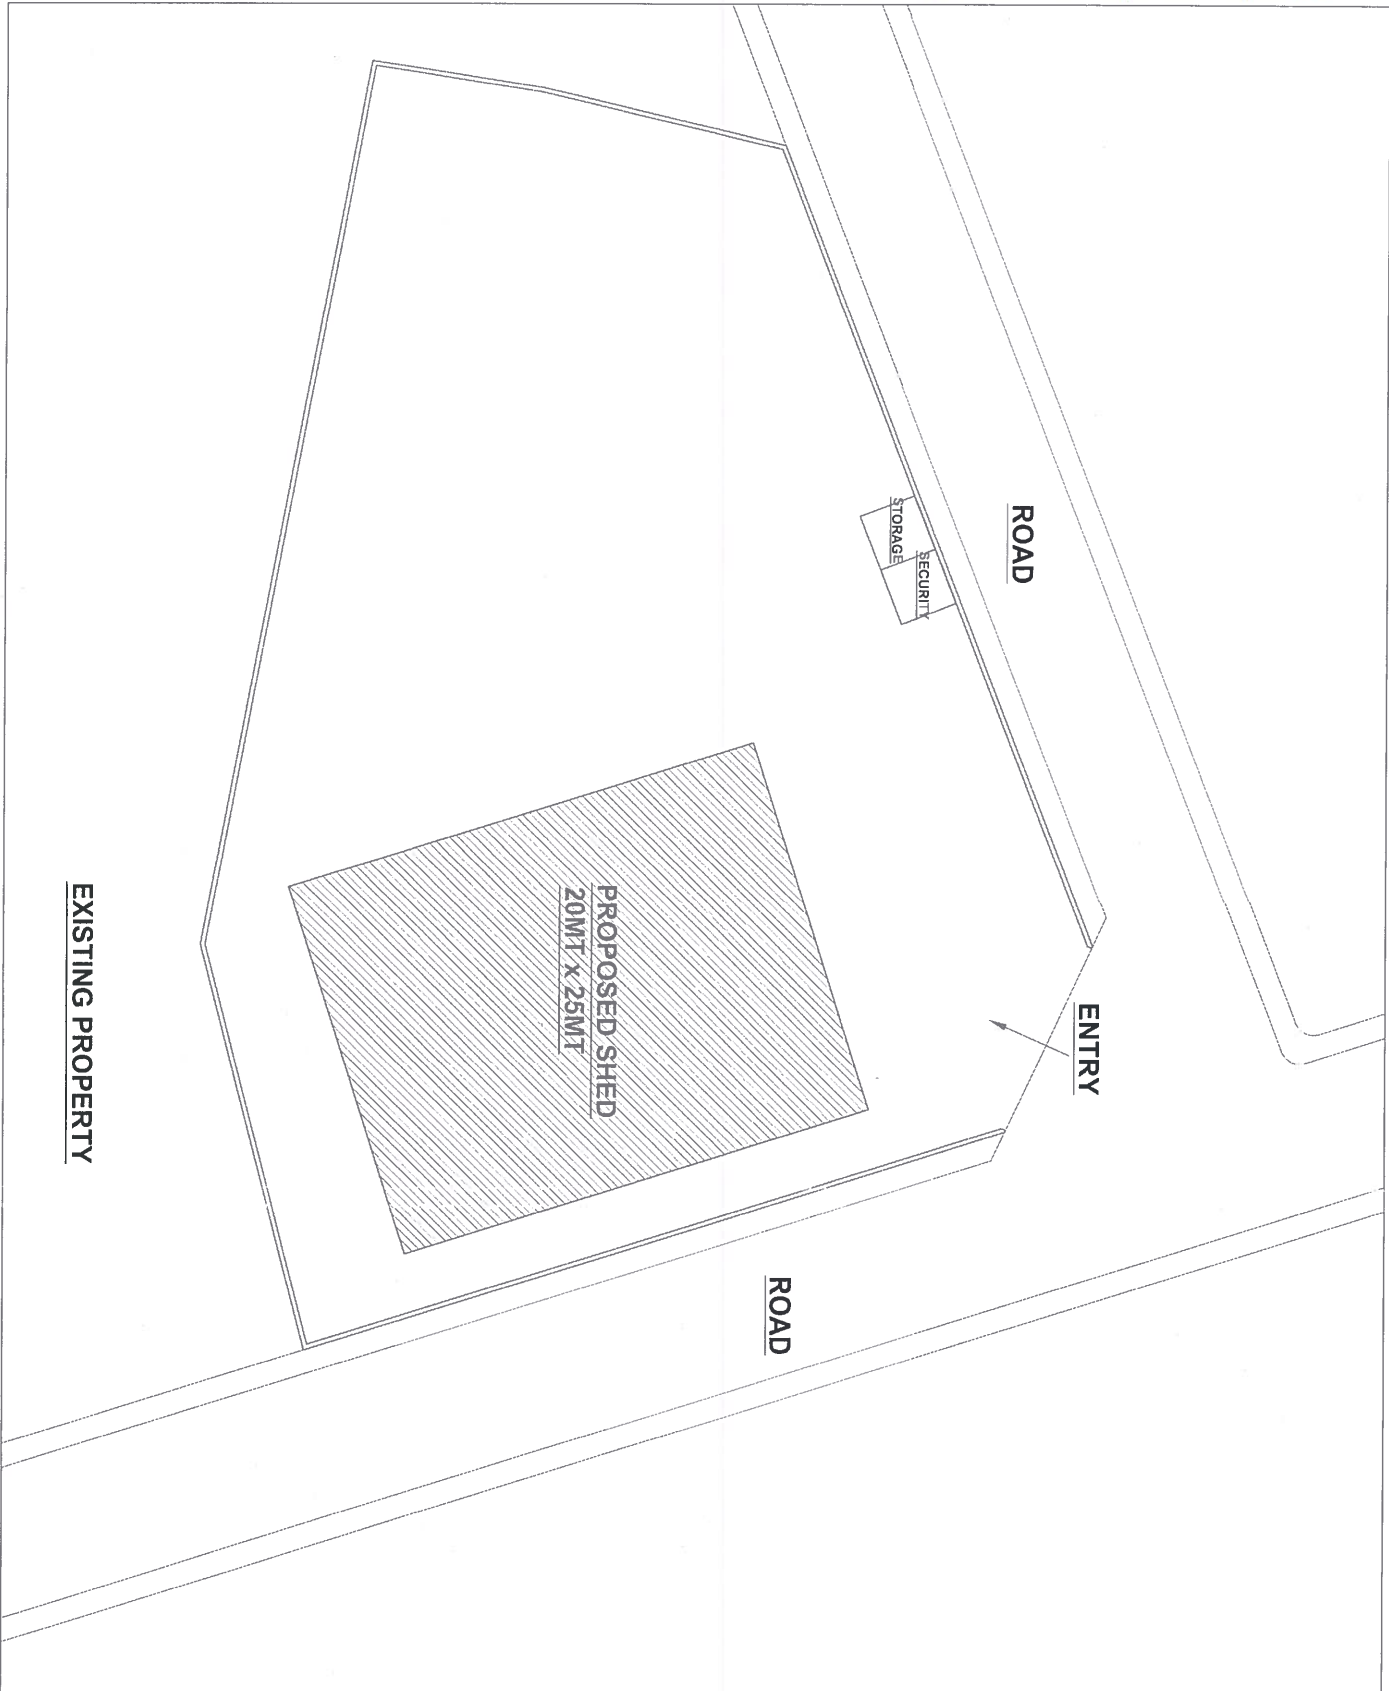 ROAD
STORAGE
SECURITY
ENTRY
PROPOSED SHED
20MT x 25MT
ROAD
EXISTING PROPERTY